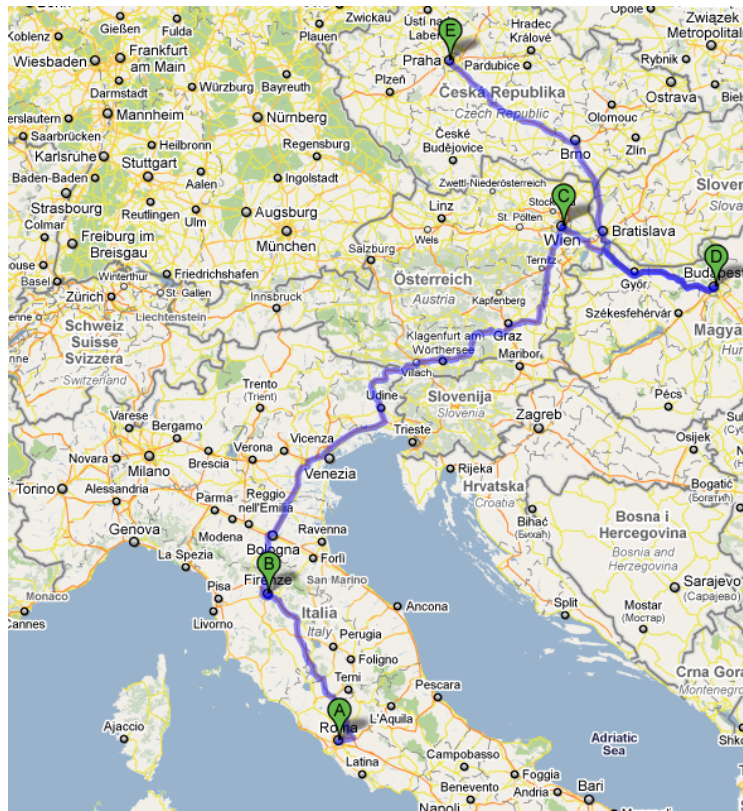 Koblenz
Gießen
Fulda
Zwickau
Ústí na
Labem
Hradec
Králové
Opole
Związek
Metropolita
Wiesbaden
Frankfurt
am Main
Plauen
E
Praha
Pardubice
Rybnik
Darmstadt
Würzburg
Bayreuth
Plzeň
Česká Republika
Czech Republic
Ostrava
Mannheim
Nürnberg
Olomouc
Saarbrücken
Heilbronn
České
Budějovice
Brno
Zlín
Karlsruhe
Regensburg
Baden-Baden
Stuttgart
Aalen
Ingolstadt
Zwettl-Niederösterreich
Strasbourg
Reutlingen
Ulm
Augsburg
Linz
St. Pölten
C
Wien
Bratislava
Colmar
Freiburg im
Breisgau
München
Wels
Salzburg
Ternitz
D
Budapest
Friedrichshafen
Basel
Winterthur
St. Gallen
Zürich
Liechtenstein
Innsbruck
Österreich
Austria
Kapfenberg
Győr
Székesfehérvár
Schweiz
Suisse
Svizzera
Switzerland
Klagenfurt am
Wörthersee
Graz
Villach
Maribor
Trento
(Trient)
Udine
Slovenija
Slovenia
Pécs
Varese
Bergamo
Vicenza
Trieste
Zagreb
Osijek
Novara
Milano
Brescia
Verona
Venezia
Rijeka
Torino
Alessandria
Parma
Reggio
nell'Emilia
Hrvatska
Croatia
Bihać
(Бихаћ)
Genova
Modena
Bologna
Ravenna
Forlì
Bosna i
Hercegovina
Bosnia and
Herzegovina
La Spezia
B
Firenze
San Marino
Monaco
Pisa
Livorno
Italia
Italy
Ancona
Split
Mostar
(Мостар)
Sarajevo
(Сарајево)
Cannes
Perugia
Foligno
Terni
Crna Gora
Montenegro
Ajaccio
A
Roma
L'Aquila
Pescara
Adriatic
Sea
Latina
Campobasso
Foggia
Benevento
Andria
Bari
Napoli